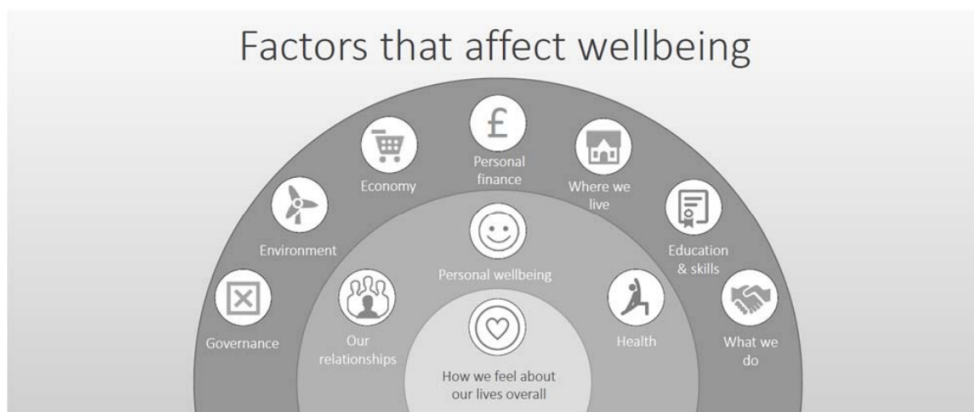 Factors that affect wellbeing
£
Personal
finance
Economy
Where we
live
Environment
Education
& skills
Personal wellbeing
Governance
Our
relationships
Health
What we
do
How we feel about
our lives overall